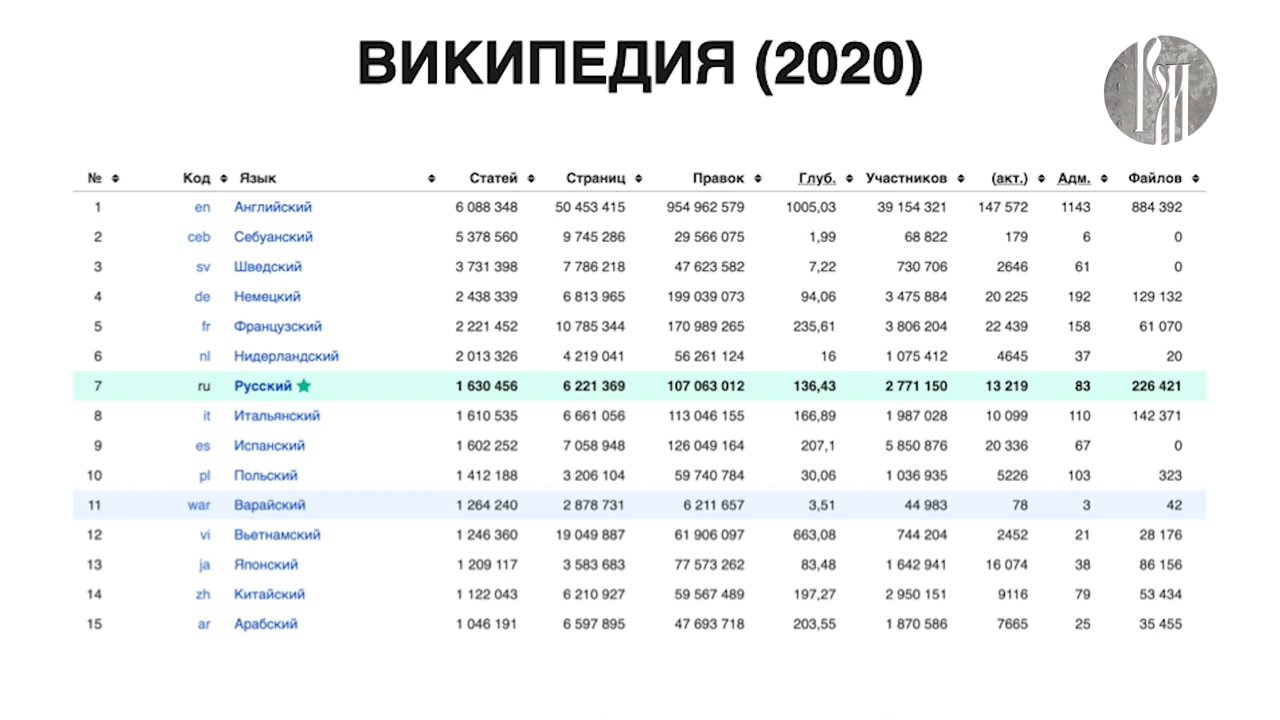 ВИКИПЕДИЯ (2020)
№ Код Язык Статей Страниц Правок Глуб. Участников (акт.) Адм. Файлов
1 en Английский 6 088 348 50 453 415 954 962 579 1005,03 39 154 321 147 572 1143 884 392
2 ceb Себуанский 5 378 560 9 745 286 29 566 075 1,99 68 822 179 6 0
3 sv Шведский 3 731 398 7 786 218 47 623 582 7,22 730 706 2646 61 0
4 de Немецкий 2 438 339 6 813 965 199 039 073 94,06 3 475 884 20 225 192 129 132
5 fr Французский 2 221 452 10 785 344 170 989 265 235,61 3 806 204 22 439 158 61 070
6 nl Нидерландский 2 013 326 4 219 041 56 261 124 16 1 075 412 4645 37 20
7 ru Русский 1 630 456 6 221 369 107 063 012 136,43 2 771 150 13 219 83 226 421
8 it Итальянский 1 610 535 6 661 056 113 046 155 166,89 1 987 028 10 099 110 142 371
9 es Испанский 1 602 252 7 058 948 126 049 164 207,1 5 850 876 20 336 67 0
10 pl Польский 1 412 188 3 206 104 59 740 784 30,06 1 036 935 5226 103 323
11 war Варайский 1 264 240 2 878 731 6 211 657 3,51 44 983 78 3 42
12 vi Вьетнамский 1 246 360 19 049 887 61 906 097 663,08 744 204 2452 21 28 176
13 ja Японский 1 209 117 3 583 683 77 573 262 83,48 1 642 941 16 074 38 86 156
14 zh Китайский 1 122 043 6 210 927 59 567 489 197,27 2 950 151 9116 79 53 434
15 ar Арабский 1 046 191 6 597 895 47 693 718 203,55 1 870 586 7665 25 35 455